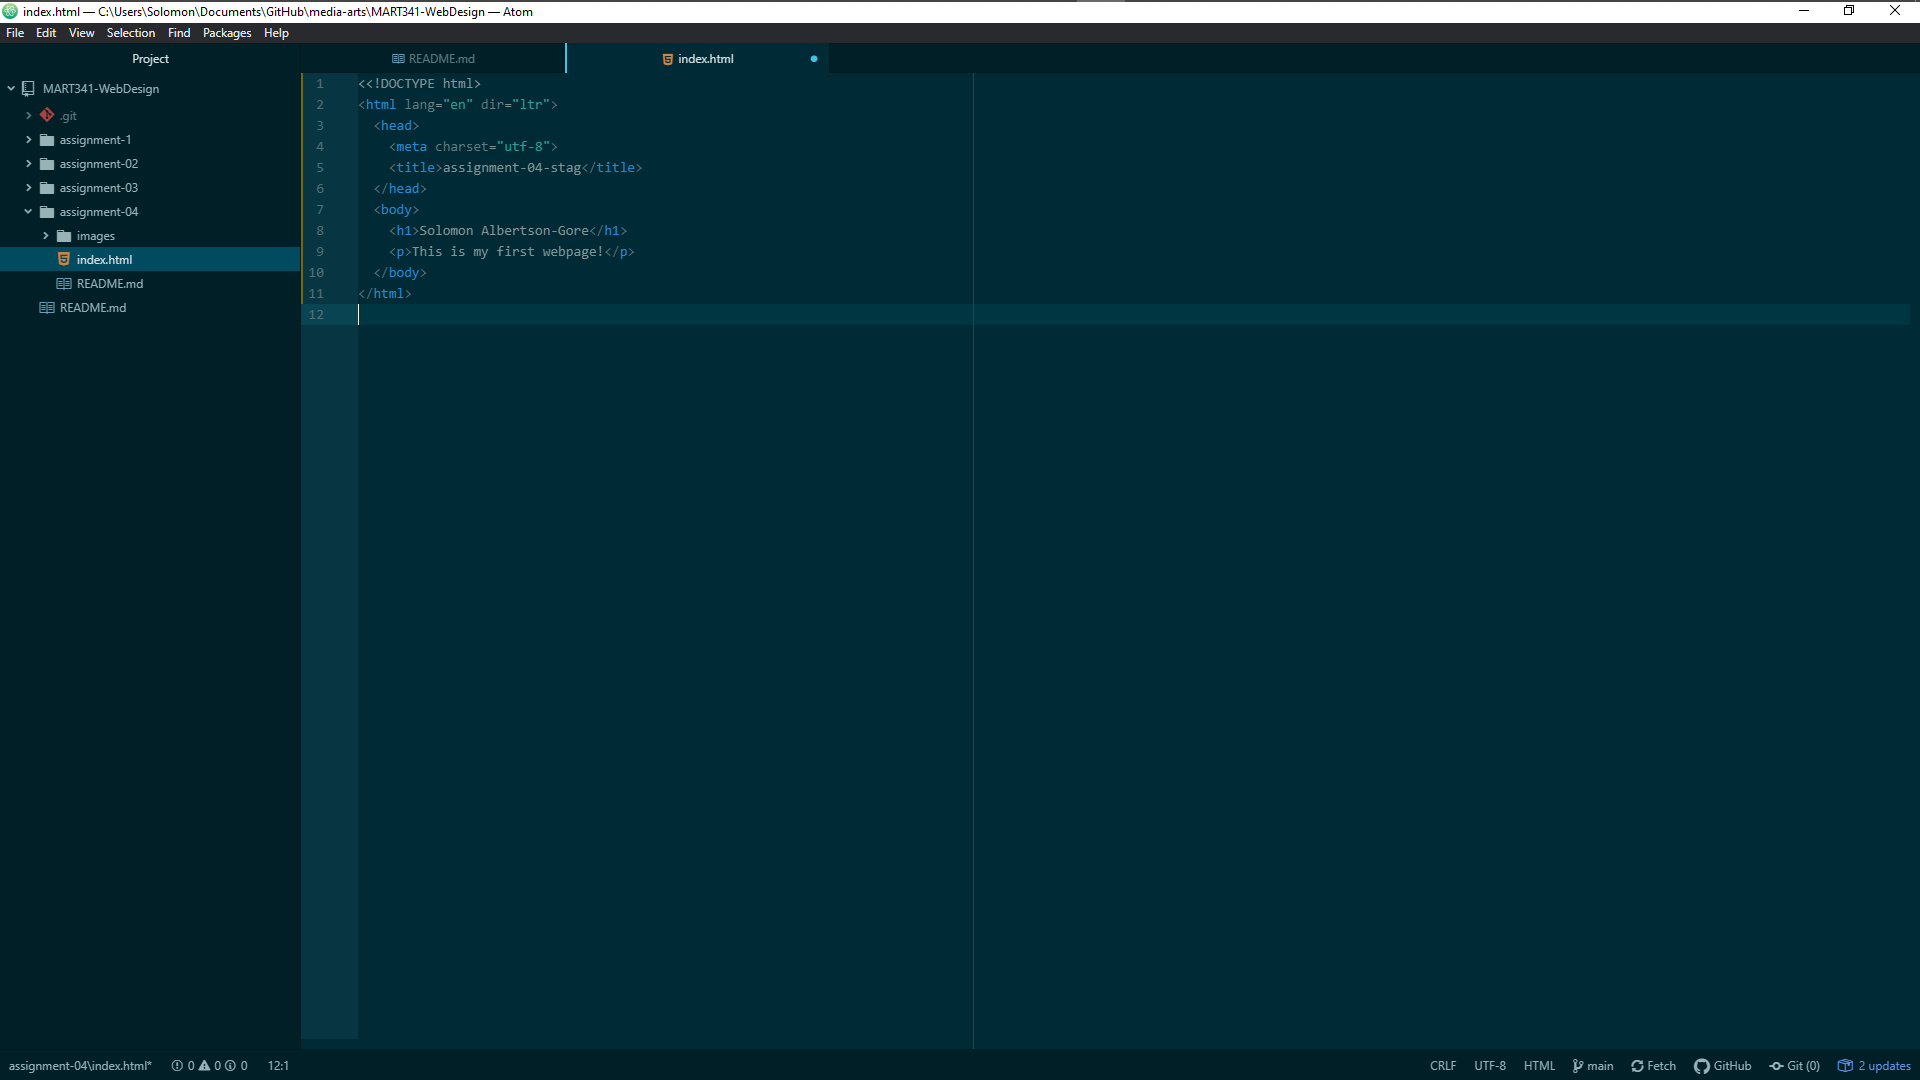 index.html — C:\Users\Solomon\Documents\GitHub\media-arts\MART341-WebDesign — Atom
File Edit View Selection Find Packages Help
Project
README.md
index.html
MART341-WebDesign
.git
assignment-1
assignment-02
assignment-03
assignment-04
images
index.html
README.md
README.md
1 <<!DOCTYPE html>
2 <html lang="en" dir="ltr">
3 <head>
4 <meta charset="utf-8">
5 <title>assignment-04-stag</title>
6 </head>
7 <body>
8 <h1>Solomon Albertson-Gore</h1>
9 <p>This is my first webpage!</p>
10 </body>
11 </html>
12
assignment-04\index.html* 0 0 0 12:1 CRLF UTF-8 HTML main Fetch GitHub Git (0) 2 updates